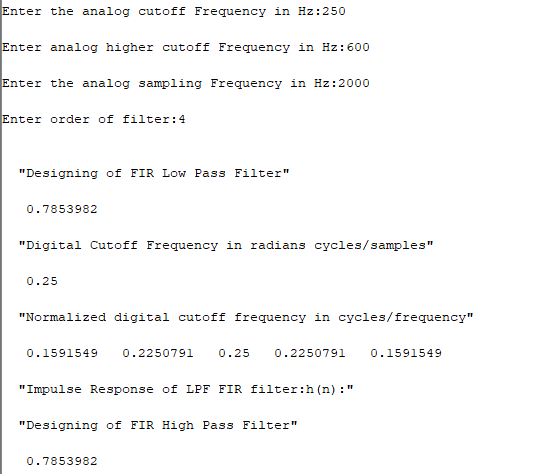 Enter the analog cutoff Frequency in Hz:250
Enter analog higher cutoff Frequency in Hz:600
Enter the analog sampling Frequency in Hz:2000
Enter order of filter:4
"Designing of FIR Low Pass Filter"
0.7853982
"Digital Cutoff Frequency in radians cycles/samples"
0.25
"Normalized digital cutoff frequency in cycles/frequency"
0.1591549 0.2250791 0.25 0.2250791 0.1591549
"Impulse Response of LPF FIR filter:h(n):"
"Designing of FIR High Pass Filter"
0.7853982